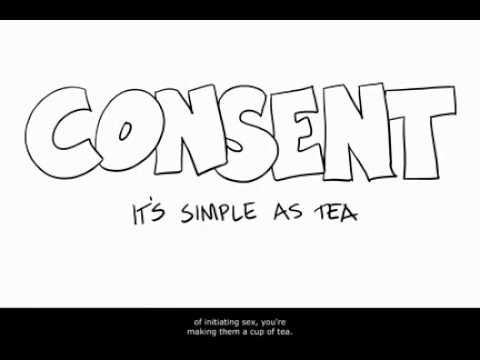 CONSENT
IT'S SIMPLE AS TEA
of initiating sex, you're
making them a cup of tea.